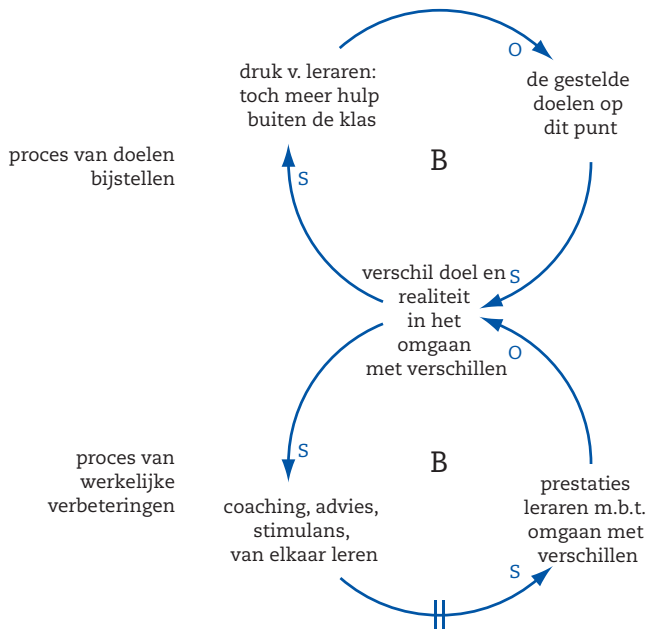 O
druk v. leraren:
toch meer hulp
buiten de klas
de gestelde
doelen op
dit punt
proces van doelen
bijstellen
B
S
verschil doel en
realiteit
in het
omgaan
met verschillen
S
O
S
proces van
werkelijke
verbeteringen
B
coaching, advies,
stimulans,
van elkaar leren
prestaties
leraren m.b.t.
omgaan met
verschillen
S